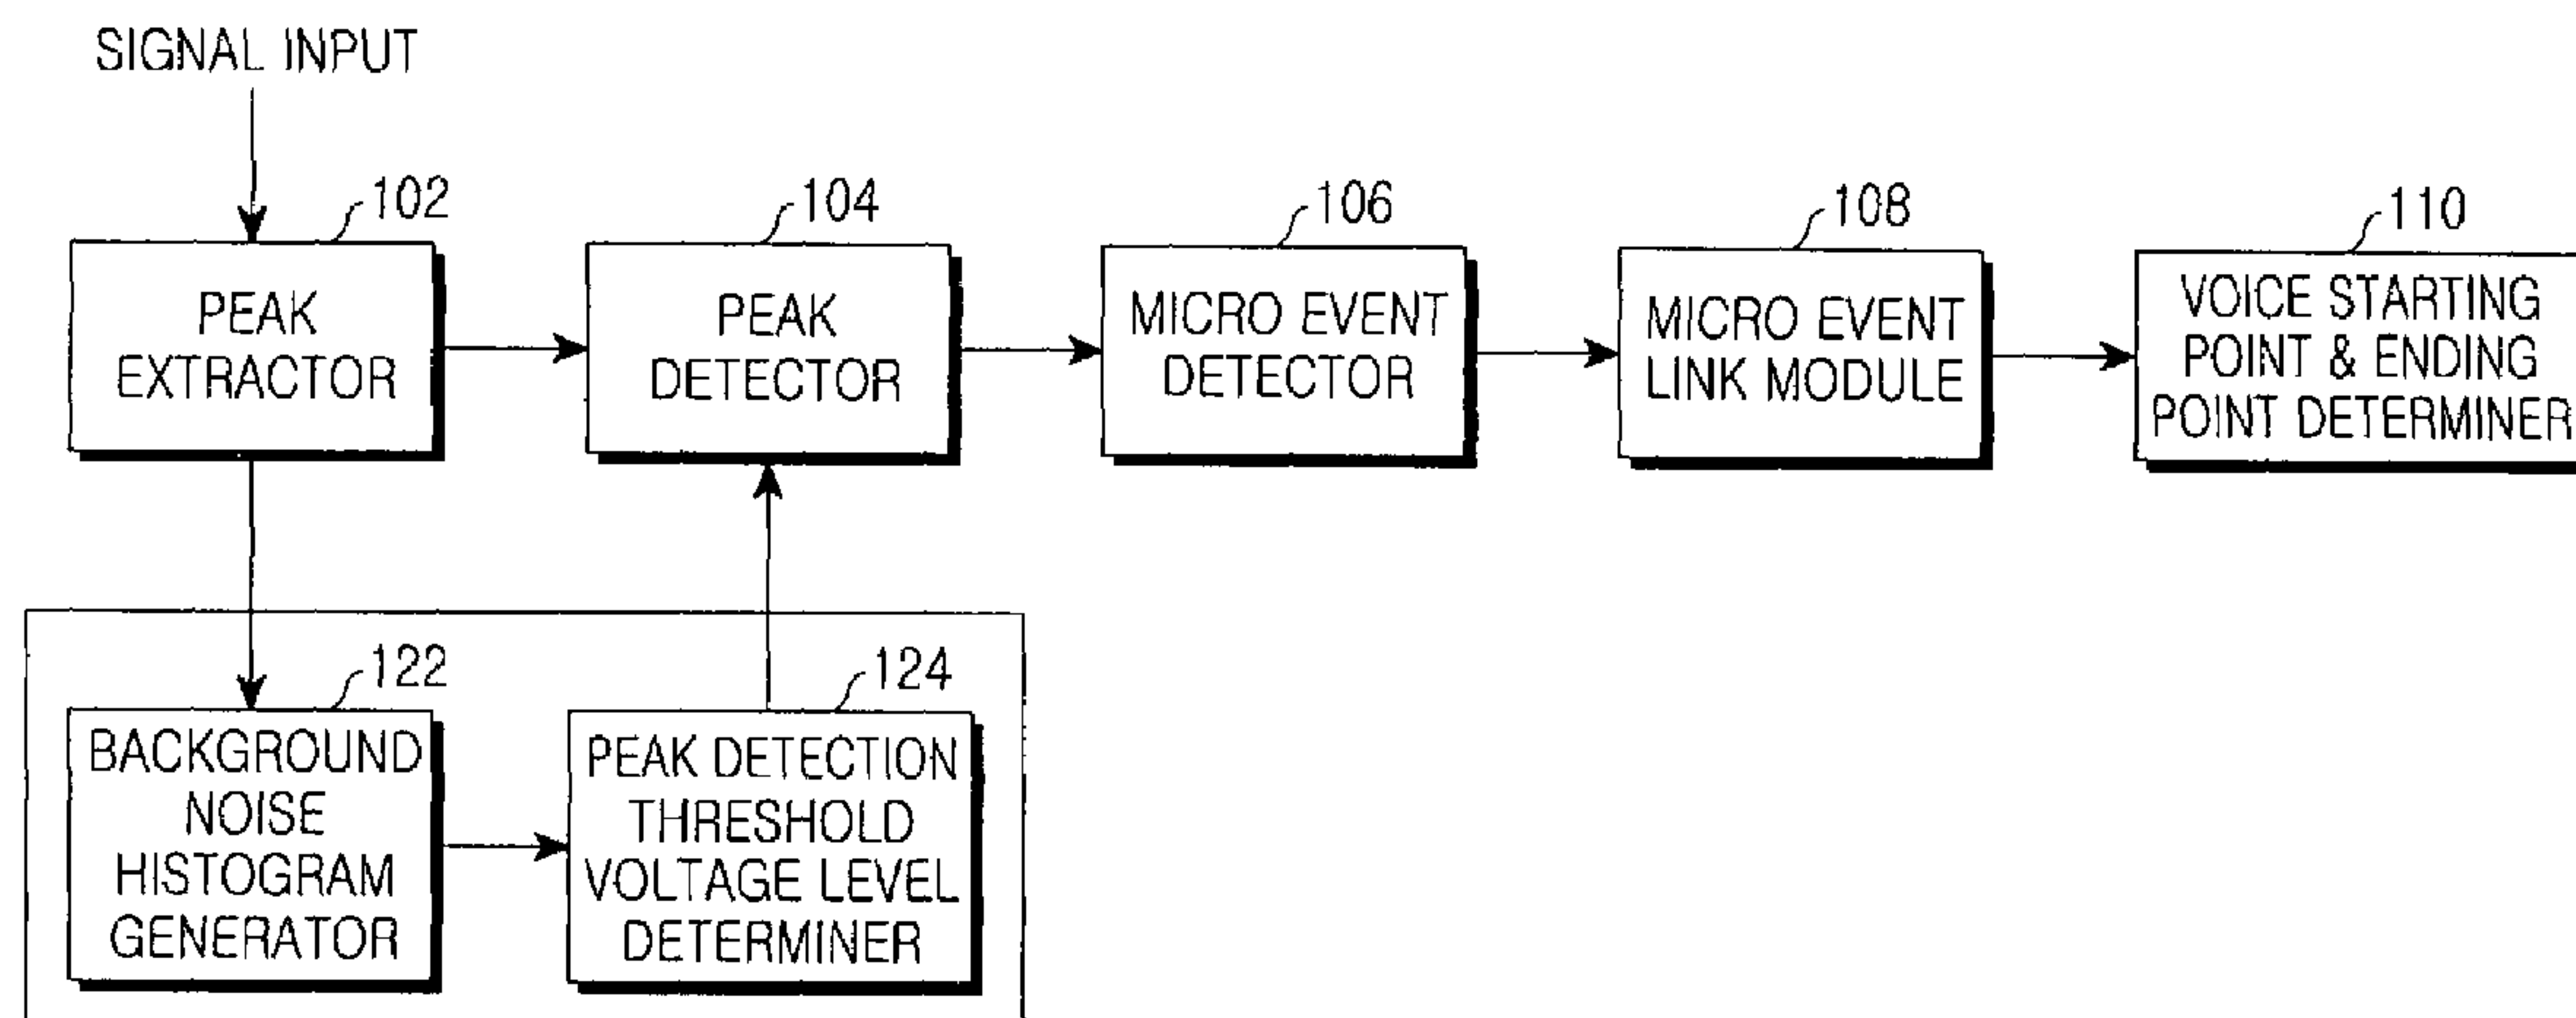 SIGNAL INPUT
102
PEAK
EXTRACTOR
104
PEAK
DETECTOR
106
MICRO EVENT
DETECTOR
108
MICRO EVENT
LINK MODULE
110
VOICE STARTING
POINT & ENDING
POINT DETERMINER
122
BACKGROUND
NOISE
HISTOGRAM
GENERATOR
124
PEAK DETECTION
THRESHOLD
VOLTAGE LEVEL
DETERMINER